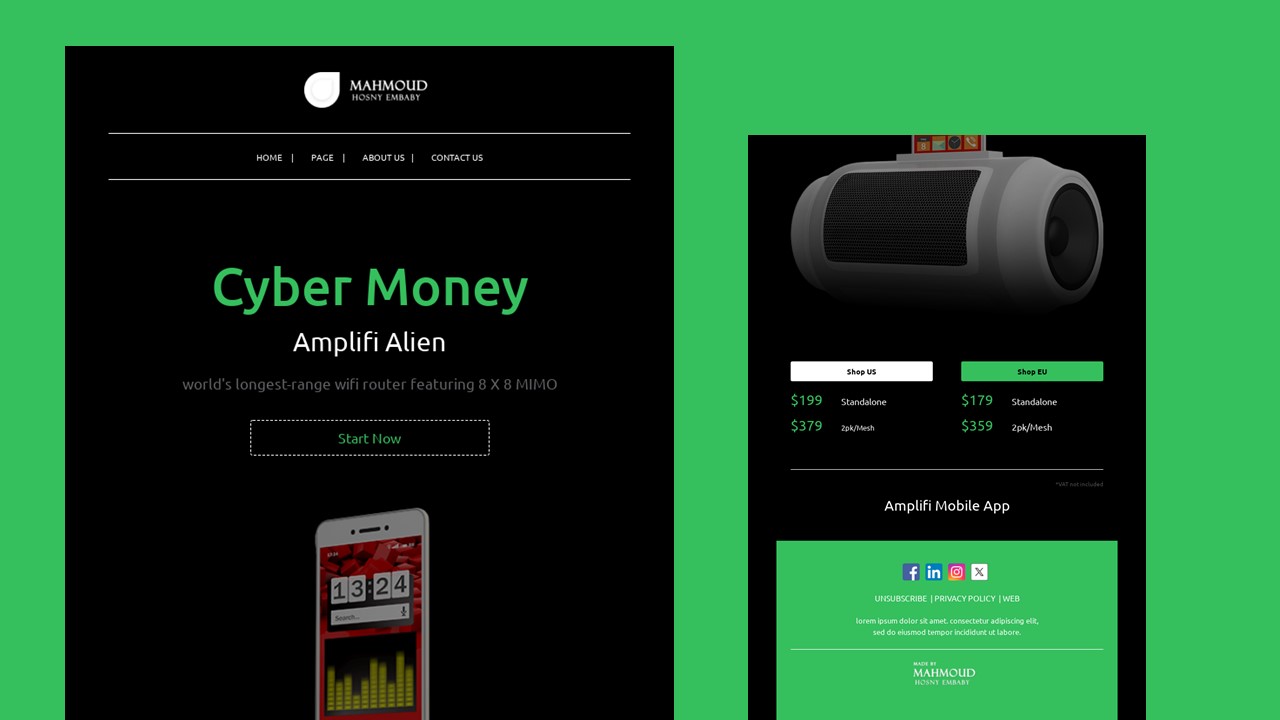 MAHMOUD
HOSNY EMBABY
HOME | PAGE | ABOUT US | CONTACT US
Cyber Money
Amplifi Alien
world's longest-range wifi router featuring 8 X 8 MIMO
Start Now
13:24
13:24
Search...
8
Shop US
$199 Standalone
$379 2pk/Mesh
Shop EU
$179 Standalone
$359 2pk/Mesh
*VAT not included
Amplifi Mobile App
UNSUBSCRIBE | PRIVACY POLICY | WEB
lorem ipsum dolor sit amet. consectetur adipiscing elit,
sed do eiusmod tempor incididunt ut labore.
MADE BY
MAHMOUD
HOSNY EMBABY